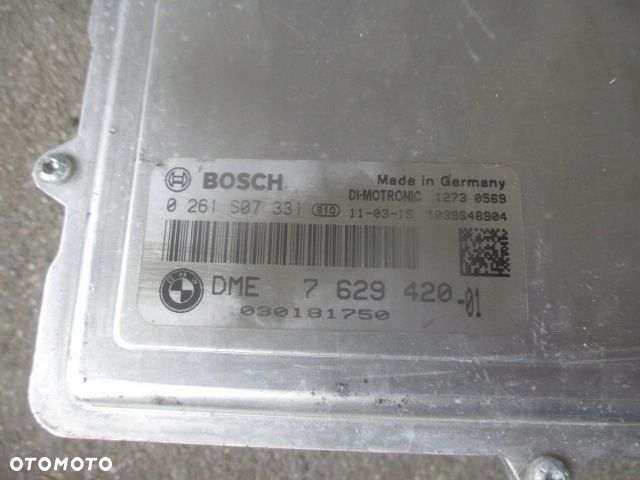 BOSCH
Made in Germany
DI-MOTRONIC 1273 0569
0 261 S07 331 810 11-03-15 1039S48904
DME 7 629 420-01
030181750
OTOMOTO